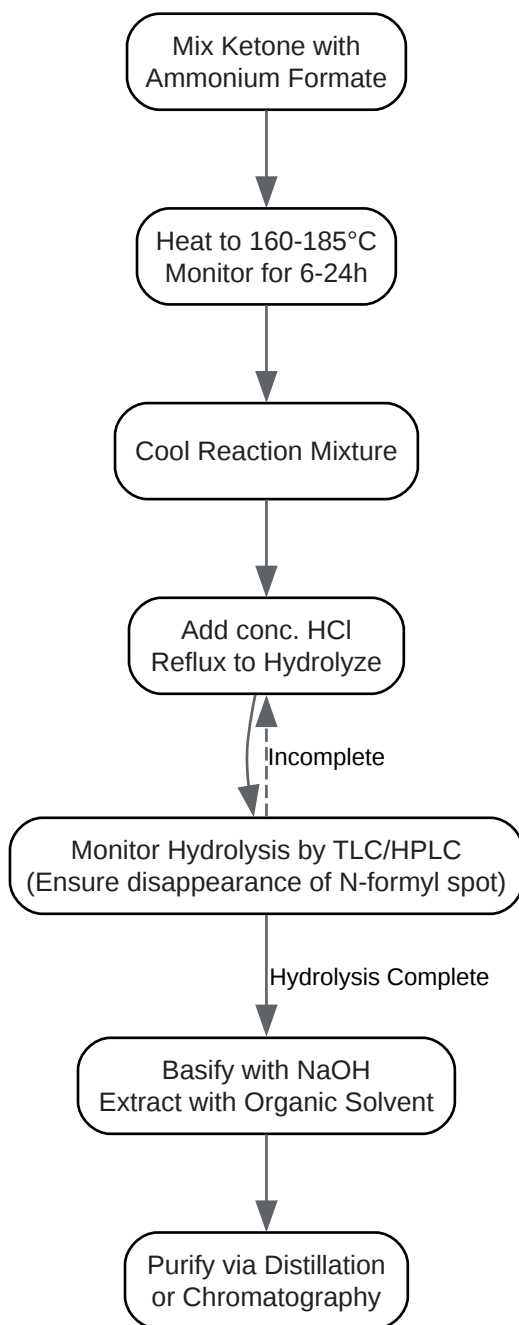 Mix Ketone with
Ammonium Formate
Heat to 160-185°C
Monitor for 6-24h
Cool Reaction Mixture
Add conc. HCl
Reflux to Hydrolyze
Incomplete
Monitor Hydrolysis by TLC/HPLC
(Ensure disappearance of N-formyl spot)
Hydrolysis Complete
Basify with NaOH
Extract with Organic Solvent
Purify via Distillation
or Chromatography